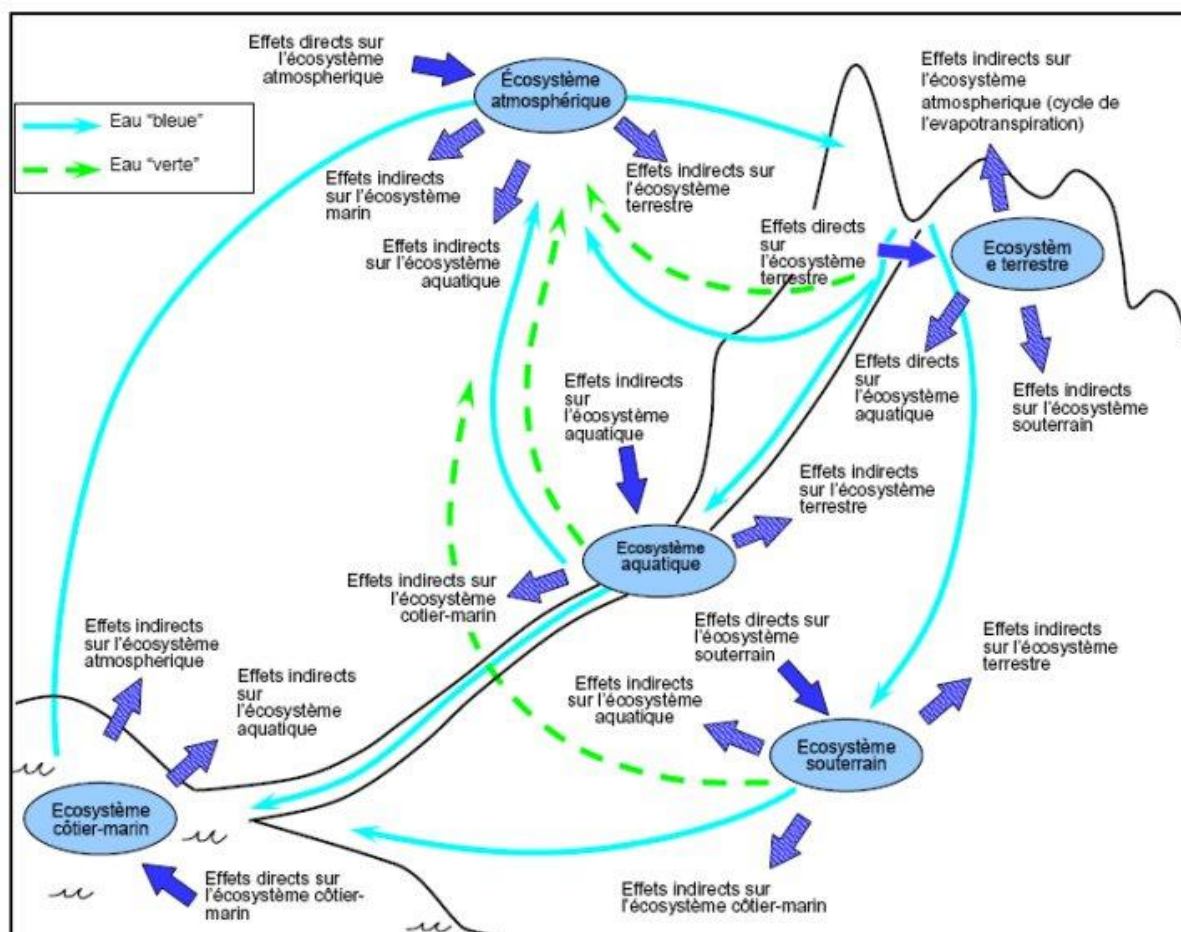 Effets directs sur
l'écosystème
atmospherique
Écosystème
atmosphérique
Effets indirects sur
l'écosystème
atmospherique (cycle de
l'evapotranspiration)
Eau "bleue"
Eau "verte"
Effets indirects
sur l'écosystème
marin
Effets indirects sur
l'écosystème
terrestre
Effets indirects
sur l'écosystème
aquatique
Effets directs
sur
l'écosystème
terrestre
Ecosystèm
e terrestre
Effets indirects
sur
l'écosystème
aquatique
Effets directs
sur
l'écosystème
aquatique
Effets indirects
sur l'écosystème
souterrain
Effets indirects
sur l'écosystème
terrestre
Ecosystème
aquatique
Effets indirects sur
l'écosystème
cotier-marin
Effets directs sur
l'écosystème
souterrain
Effets indirects
sur l'écosystème
terrestre
Effets indirects
sur l'écosystème
atmospherique
Effets indirects
sur
l'écosystème
aquatique
Effets indirects
sur l'écosystème
aquatique
Ecosystème
souterrain
Ecosystème
côtier-marin
Effets directs sur
l'écosystème côtier-
marin
Effets indirects sur
l'écosystème côtier-marin